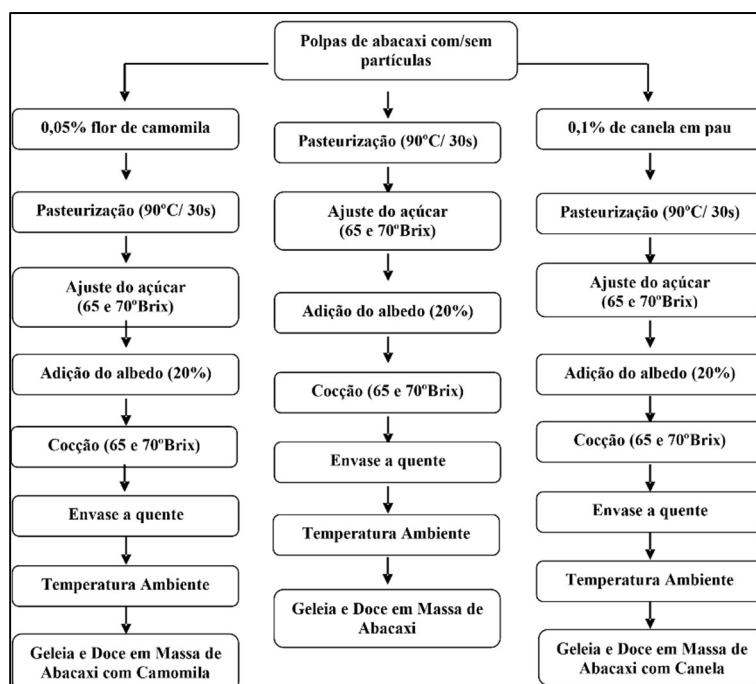 Polpas de abacaxi com/sem
partículas
0,05% flor de camomila
Pasteurização (90ºC/ 30s)
Ajuste do açúcar
(65 e 70ºBrix)
Adição do albedo (20%)
Cocção (65 e 70ºBrix)
Envase a quente
Temperatura Ambiente
Geleia e Doce em Massa de
Abacaxi com Camomila
Pasteurização (90ºC/ 30s)
Ajuste do açúcar
(65 e 70ºBrix)
Adição do albedo (20%)
Cocção (65 e 70ºBrix)
Envase a quente
Temperatura Ambiente
Geleia e Doce em Massa de
Abacaxi
0,1% de canela em pau
Pasteurização (90ºC/ 30s)
Ajuste do açúcar
(65 e 70ºBrix)
Adição do albedo (20%)
Cocção (65 e 70ºBrix)
Envase a quente
Temperatura Ambiente
Geleia e Doce em Massa de
Abacaxi com Canela